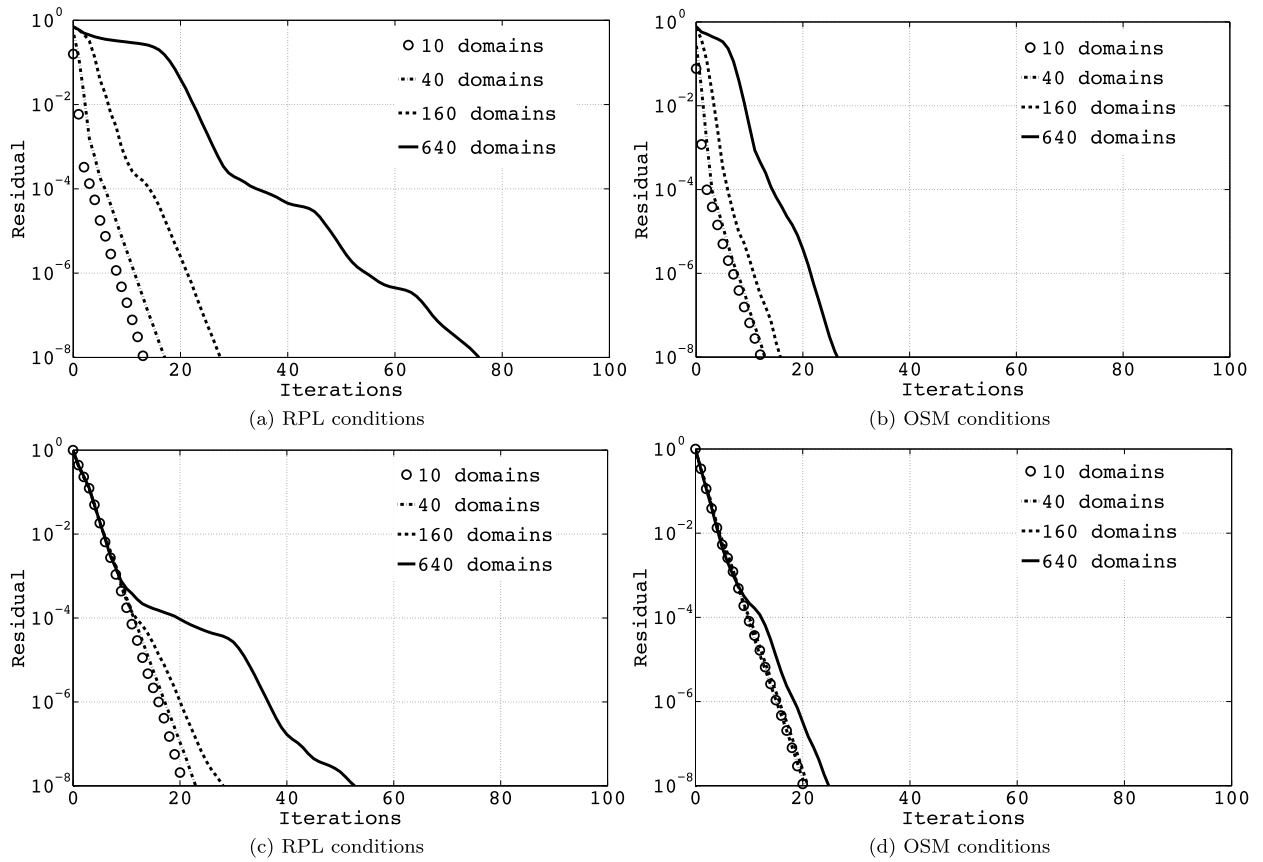 10^0
10^-2
10^-4
10^-6
10^-8
Residual
10 domains
40 domains
160 domains
640 domains
0 20 40 60 80 100
Iterations
(a) RPL conditions
10^0
10^-2
10^-4
10^-6
10^-8
Residual
10 domains
40 domains
160 domains
640 domains
0 20 40 60 80 100
Iterations
(b) OSM conditions
10^0
10^-2
10^-4
10^-6
10^-8
Residual
10 domains
40 domains
160 domains
640 domains
0 20 40 60 80 100
Iterations
(c) RPL conditions
10^0
10^-2
10^-4
10^-6
10^-8
Residual
10 domains
40 domains
160 domains
640 domains
0 20 40 60 80 100
Iterations
(d) OSM conditions